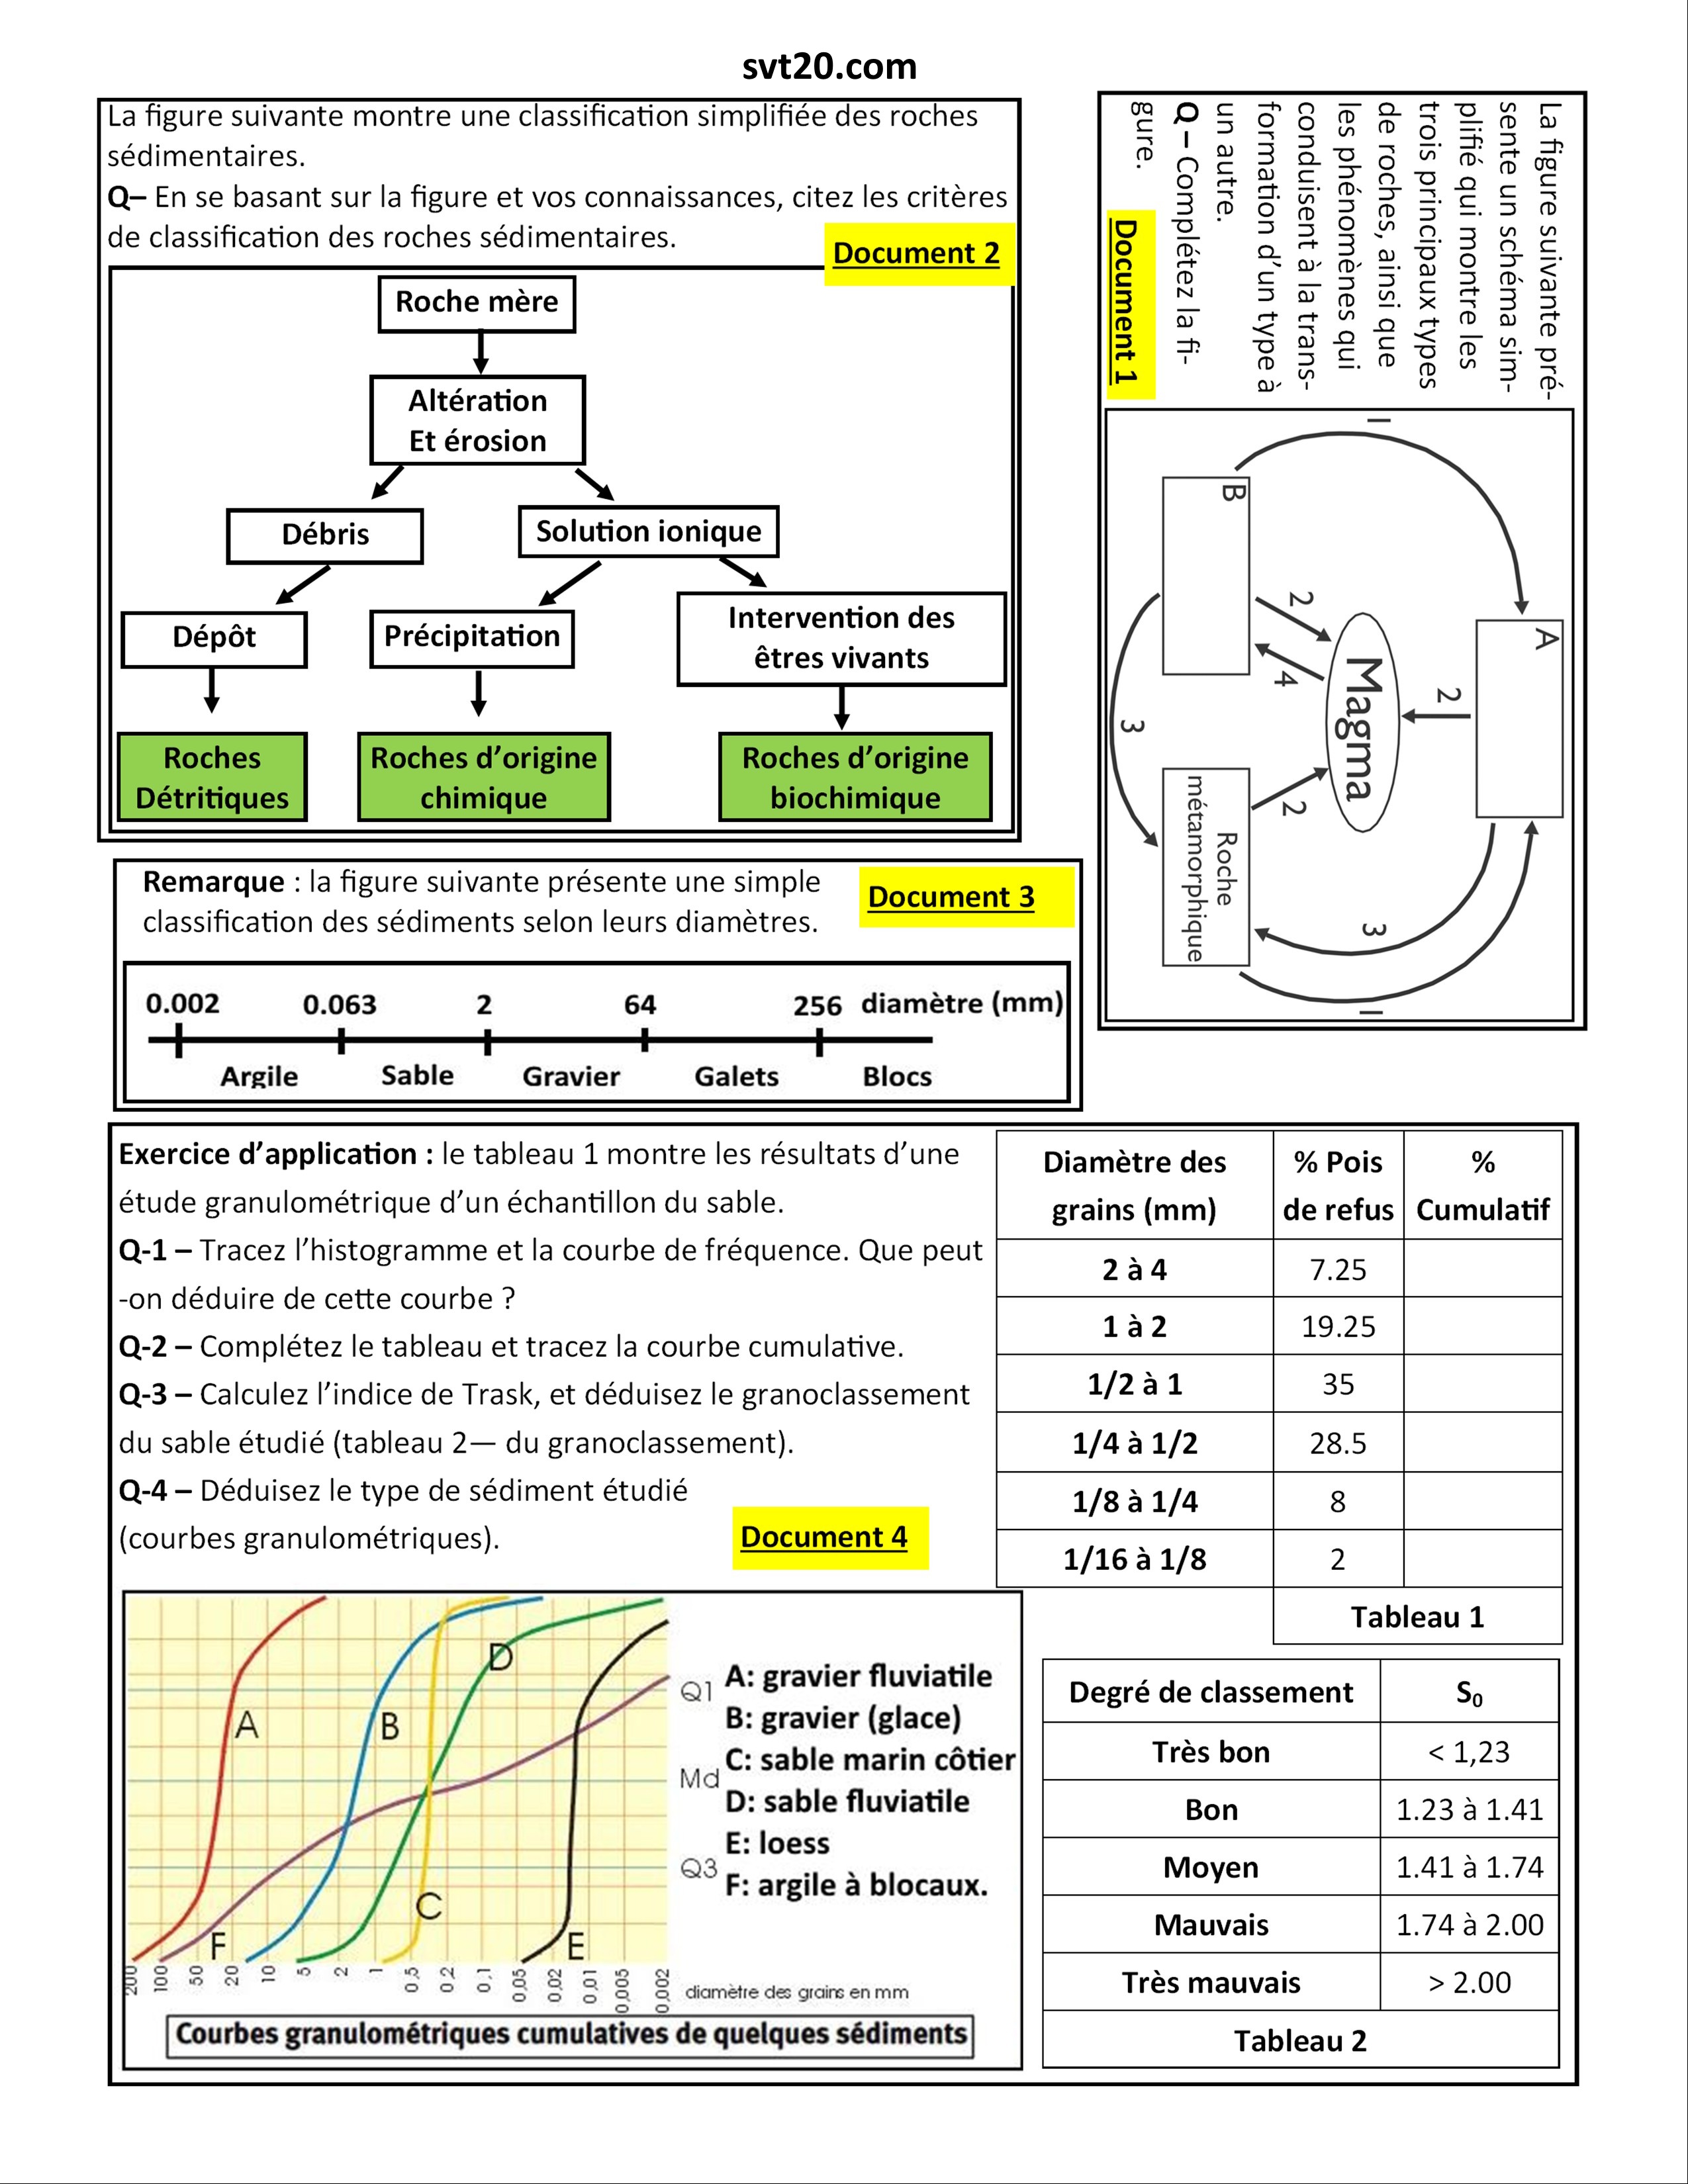 svt20.com
La figure suivante montre une classification simplifiée des roches
sédimentaires.
Q– En se basant sur la figure et vos connaissances, citez les critères
de classification des roches sédimentaires.
Document 2
Roche mère
Altération
Et érosion
Débris
Solution ionique
Dépôt
Précipitation
Intervention des
êtres vivants
Roches
Détritiques
Roches d’origine
chimique
Roches d’origine
biochimique
La figure suivante pré-
sente un schéma sim-
plifié qui montre les
trois principaux types
de roches, ainsi que
les phénomènes qui
conduisent à la trans-
formation d’un type à
un autre.
Q – Complétez la fi-
gure.
Document 1
A
B
Magma
Roche
métamorphique
1
2
2
4
3
2
3
1
Remarque : la figure suivante présente une simple
classification des sédiments selon leurs diamètres.
Document 3
0.002 0.063 2 64 256 diamètre (mm)
Argile Sable Gravier Galets Blocs
Exercice d’application : le tableau 1 montre les résultats d’une
étude granulométrique d’un échantillon du sable.
Q-1 – Tracez l’histogramme et la courbe de fréquence. Que peut
-on déduire de cette courbe ?
Q-2 – Complétez le tableau et tracez la courbe cumulative.
Q-3 – Calculez l’indice de Trask, et déduisez le granoclassement
du sable étudié (tableau 2— du granoclassement).
Q-4 – Déduisez le type de sédiment étudié
(courbes granulométriques).
Document 4
Diamètre des % Pois %
grains (mm) de refus Cumulatif
2 à 4 7.25
1 à 2 19.25
1/2 à 1 35
1/4 à 1/2 28.5
1/8 à 1/4 8
1/16 à 1/8 2
Tableau 1
A
B
C
D
E
F
Q1
Md
Q3
A: gravier fluviatile
B: gravier (glace)
C: sable marin côtier
D: sable fluviatile
E: loess
F: argile à blocaux.
200 100 50 20 10 5 2 1 0,5 0,2 0,1 0,05 0,02 0,01 0,005 0,002
diamètre des grains en mm
Courbes granulométriques cumulatives de quelques sédiments
Degré de classement S₀
Très bon < 1,23
Bon 1.23 à 1.41
Moyen 1.41 à 1.74
Mauvais 1.74 à 2.00
Très mauvais > 2.00
Tableau 2